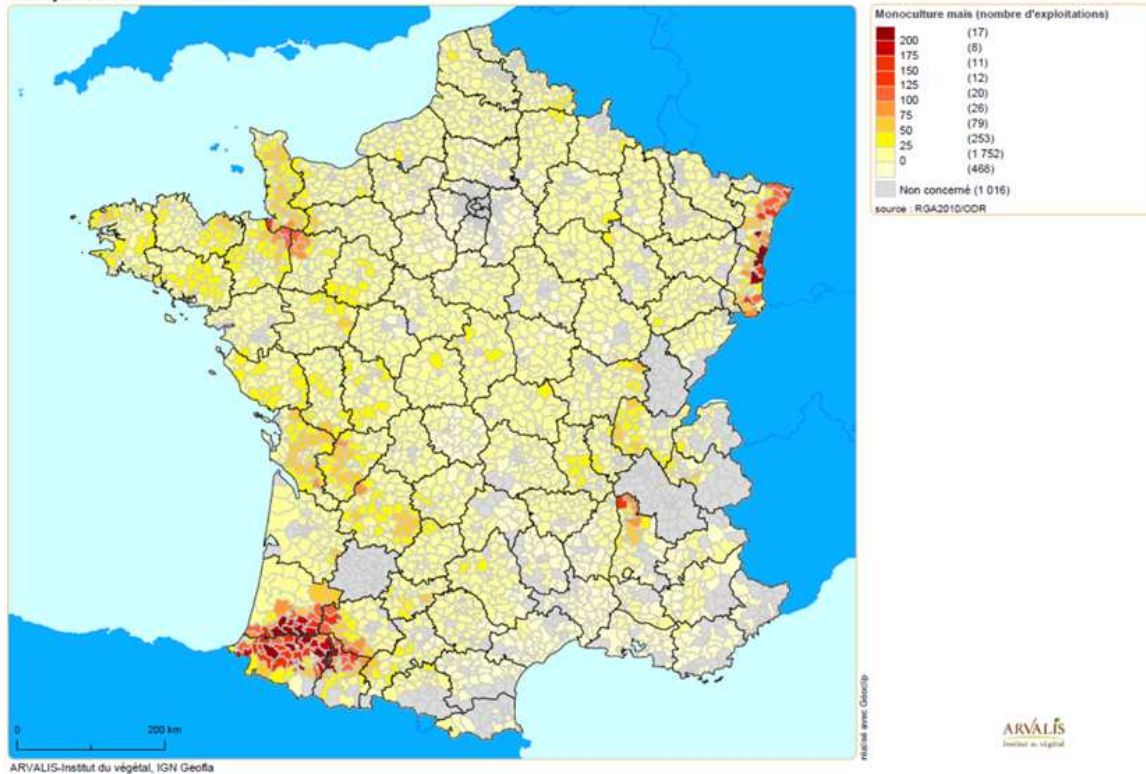 Monoculture maïs (nombre d'exploitations)
(17)
200
(8)
175
(11)
150
(12)
125
(20)
100
(26)
75
(79)
50
(253)
25
(1 752)
0
(468)
Non concerné (1 016)
source : RGA2010/ODR
réalisé avec Géoclip
0
200 km
ARVALIS
Institut du végétal
ARVALIS-Institut du végétal, IGN Geofla